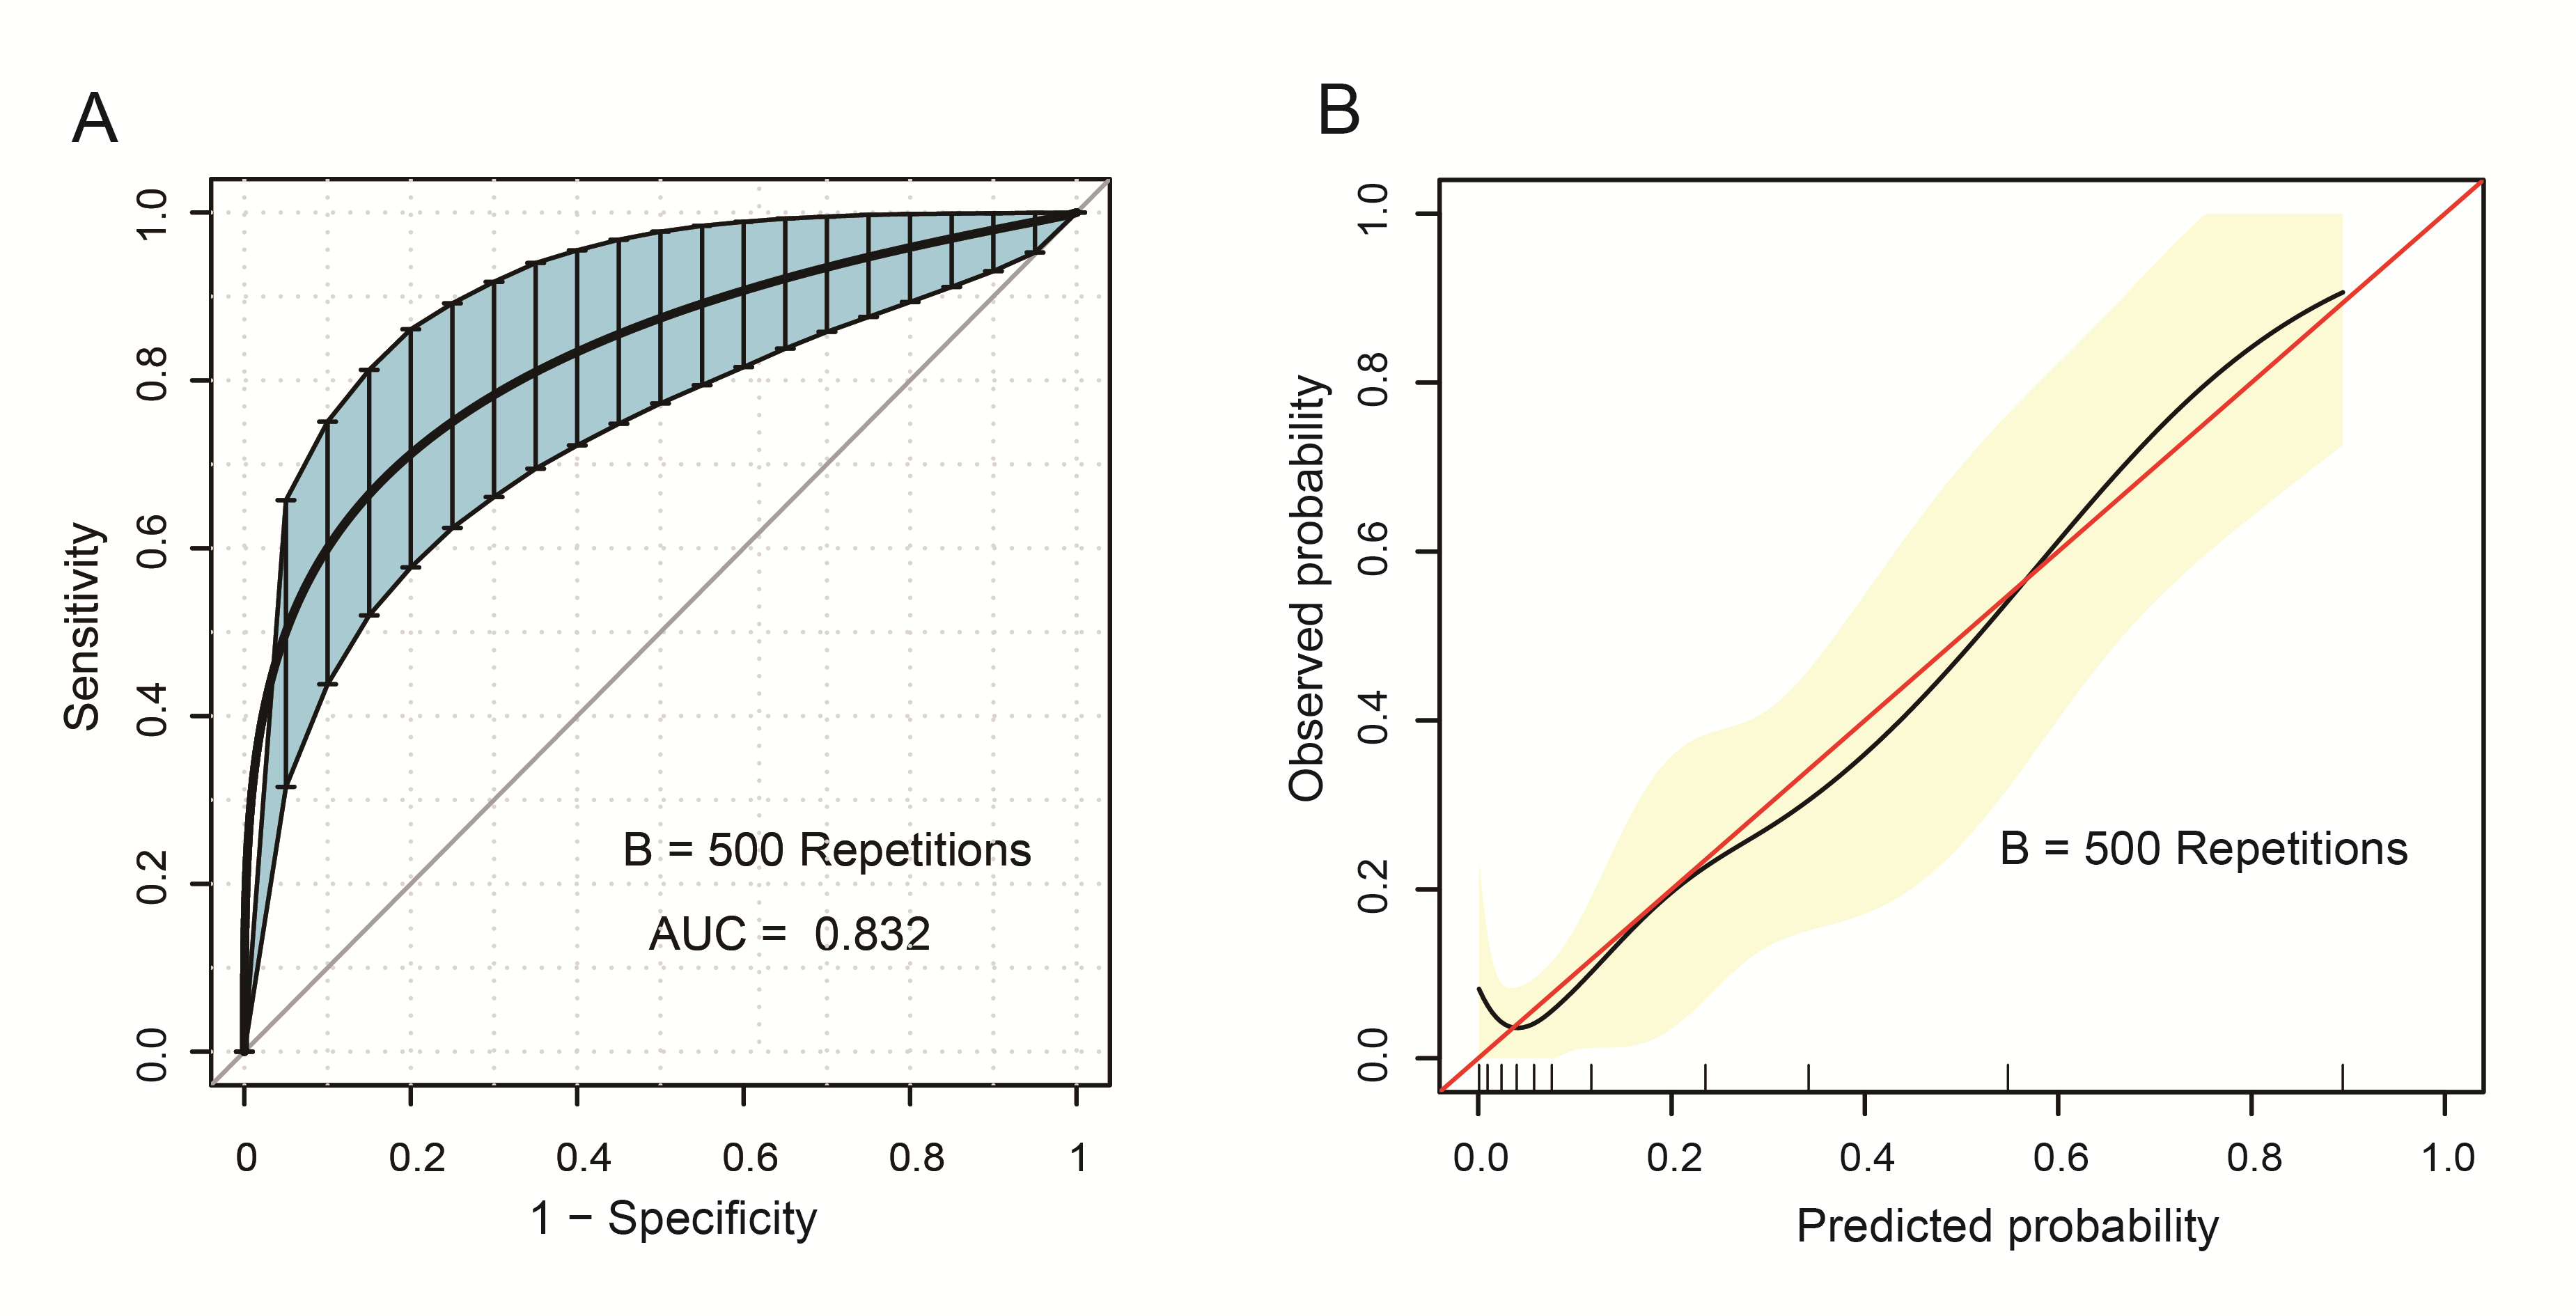 A
B
1.0
0.8
0.6
0.4
0.2
0.0
Sensitivity
B = 500 Repetitions
AUC = 0.832
0 0.2 0.4 0.6 0.8 1
1 − Specificity
1.0
0.8
0.6
0.4
0.2
0.0
Observed probability
B = 500 Repetitions
0.0 0.2 0.4 0.6 0.8 1.0
Predicted probability